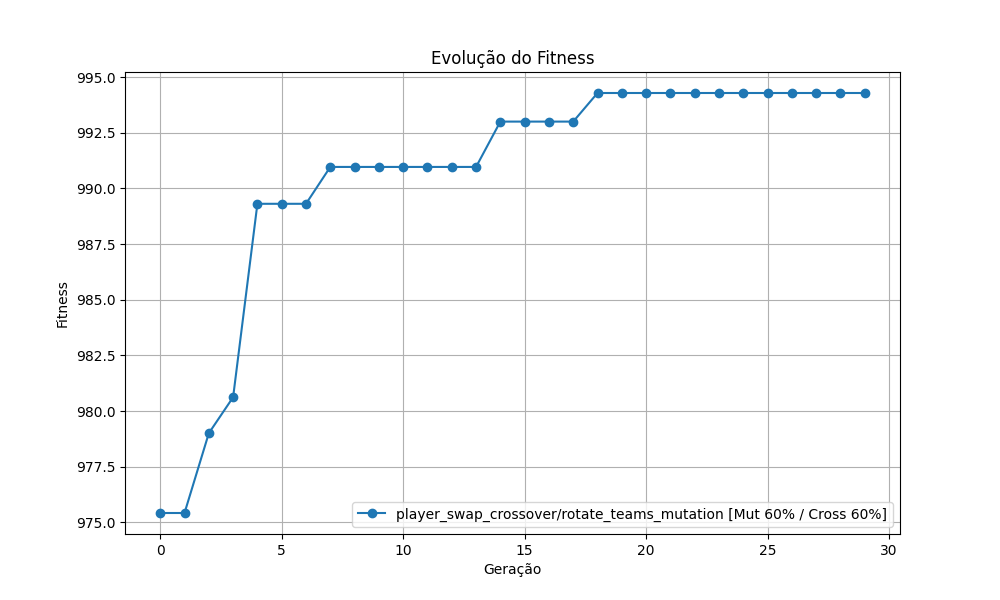 Evolução do Fitness
Fitness
995.0
992.5
990.0
987.5
985.0
982.5
980.0
977.5
975.0
player_swap_crossover/rotate_teams_mutation [Mut 60% / Cross 60%]
0 5 10 15 20 25 30
Geração